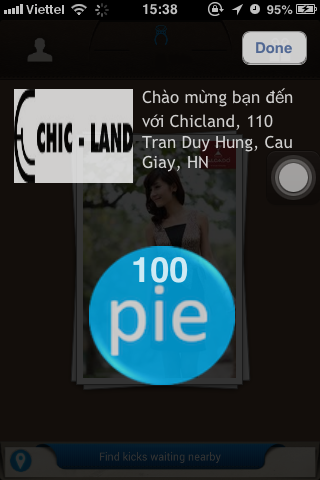 Viettel 15:38 95%
Done
CHIC - LAND
Chào mừng bạn đến
với Chicland, 110
Tran Duy Hung, Cau
Giay, HN
100
pie
Find kicks waiting nearby